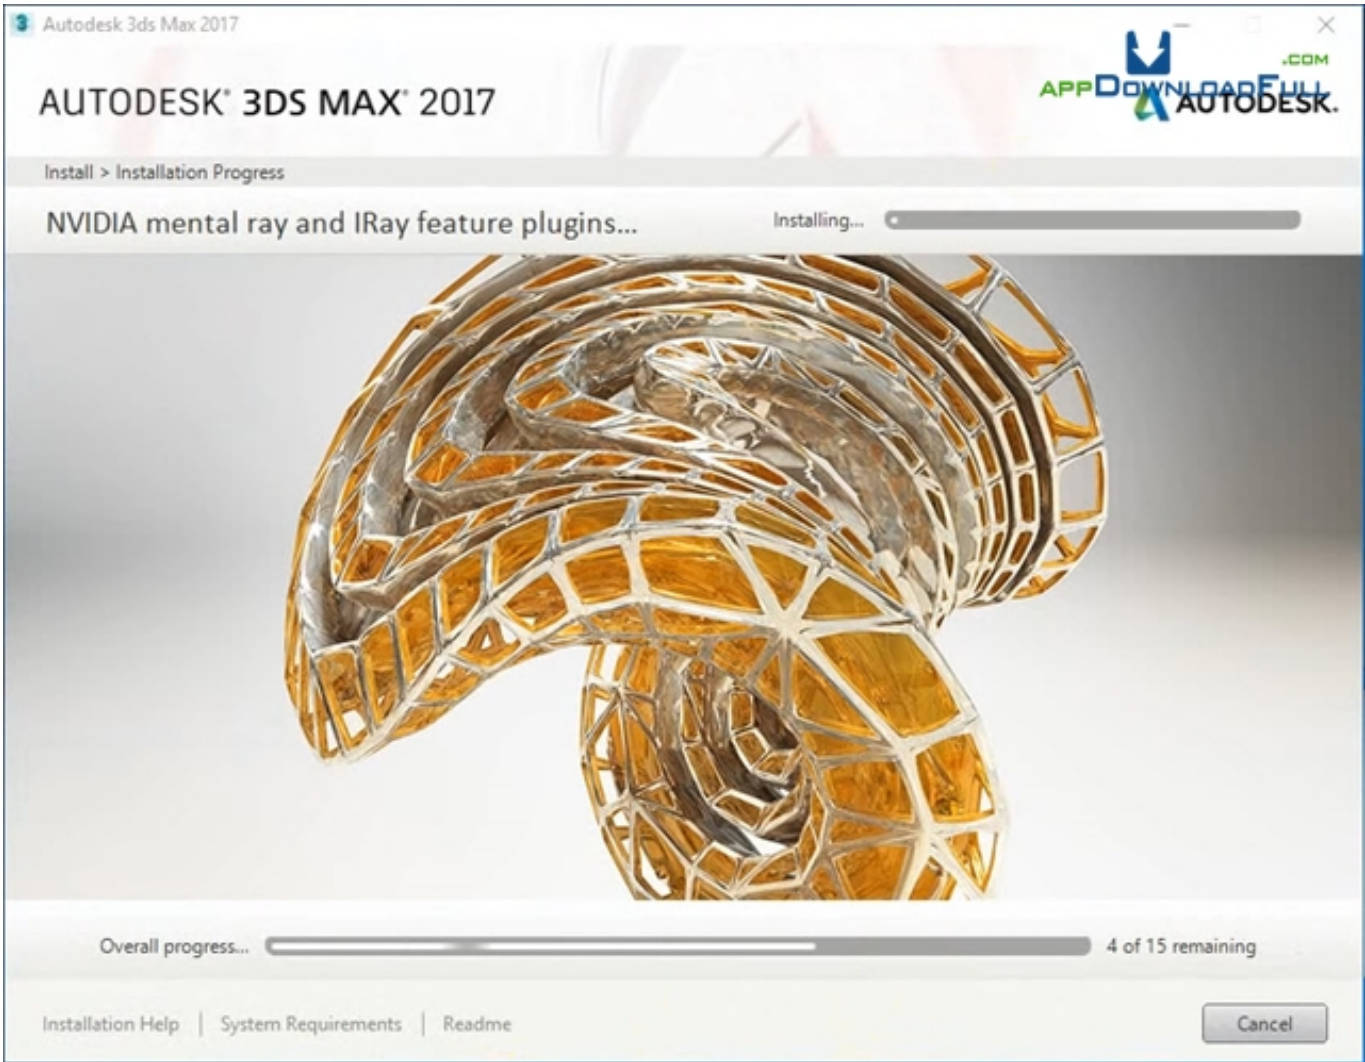 3 Autodesk 3ds Max 2017
.COM
APPDOWNLOADFULL
AUTODESK® 3DS MAX® 2017
AUTODESK.
Install > Installation Progress
NVIDIA mental ray and IRay feature plugins...
Installing...
Overall progress...
4 of 15 remaining
Installation Help | System Requirements | Readme
Cancel